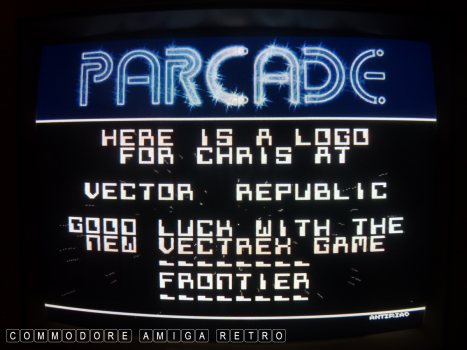 PARCADE
HERE IS A LOGO
FOR CHRIS AT
VECTOR REPUBLIC
GOOD LUCK WITH THE
NEW VECTREX GAME
FRONTIER
ANTIRIAD
COMMODORE AMIGA RETRO